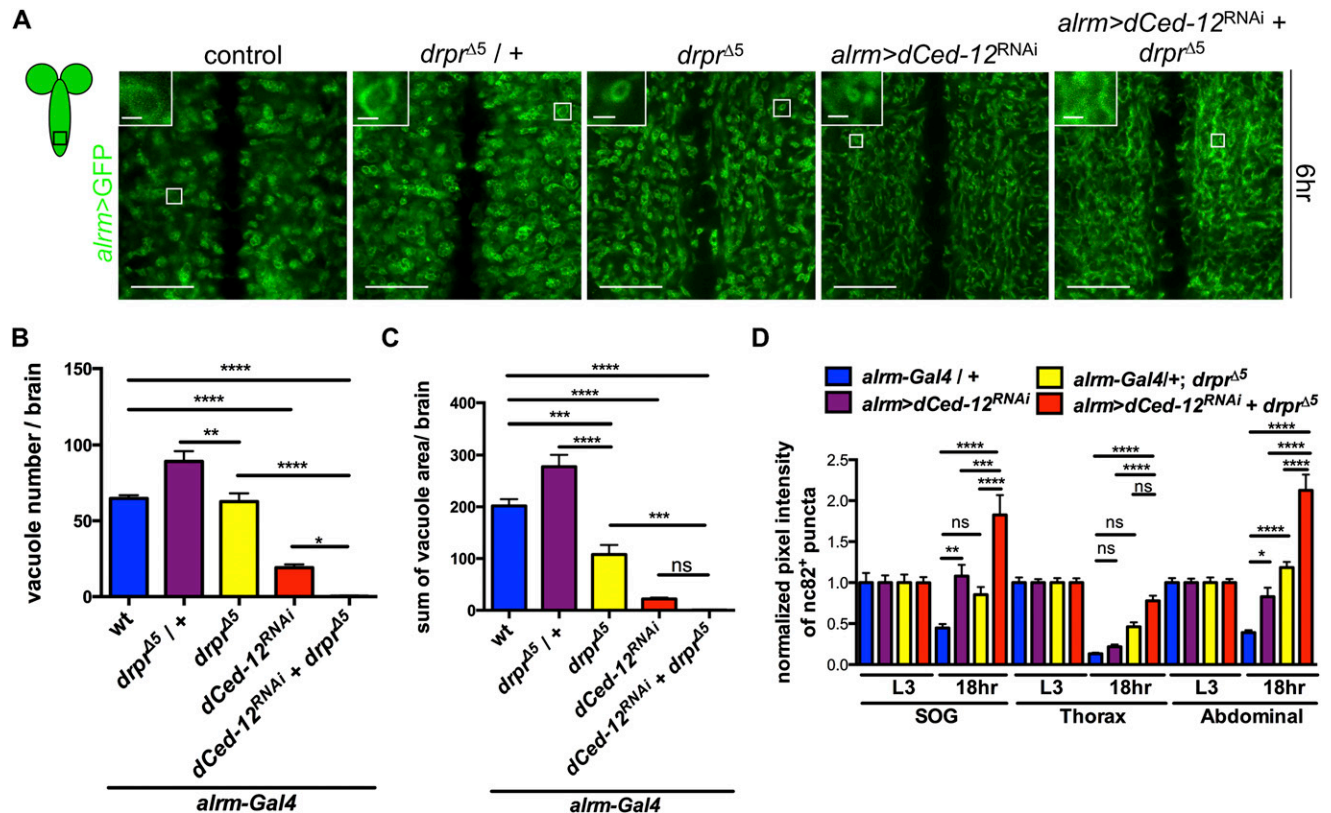 A
control
drprΔ5 / +
drprΔ5
alrm>dCed-12RNAi
alrm>dCed-12RNAi +
drprΔ5
alrm>GFP
6hr
B
vacuole number / brain
150
100
50
0
****
****
**
****
*
wt
drprΔ5 / +
drprΔ5
dCed-12RNAi
dCed-12RNAi + drprΔ5
alrm-Gal4
C
sum of vacuole area/ brain
400
300
200
100
0
****
****
***
****
***
ns
wt
drprΔ5 / +
drprΔ5
dCed-12RNAi
dCed-12RNAi + drprΔ5
alrm-Gal4
D
alrm-Gal4 / +
alrm-Gal4/+; drprΔ5
alrm>dCed-12RNAi
alrm>dCed-12RNAi + drprΔ5
normalized pixel intensity
of nc82+ puncta
2.5
2.0
1.5
1.0
0.5
0.0
****
***
****
ns
**
****
****
ns
ns
ns
****
****
****
****
*
L3 18hr L3 18hr L3 18hr
SOG Thorax Abdominal